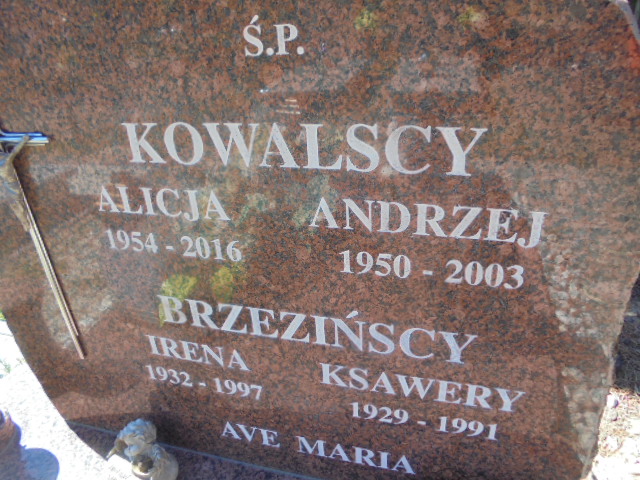 Ś.P.
KOWALSCY
ALICJA ANDRZEJ
1954 - 2016 1950 - 2003
BRZEZIŃSCY
IRENA KSAWERY
1932 - 1997 1929 - 1991
AVE MARIA